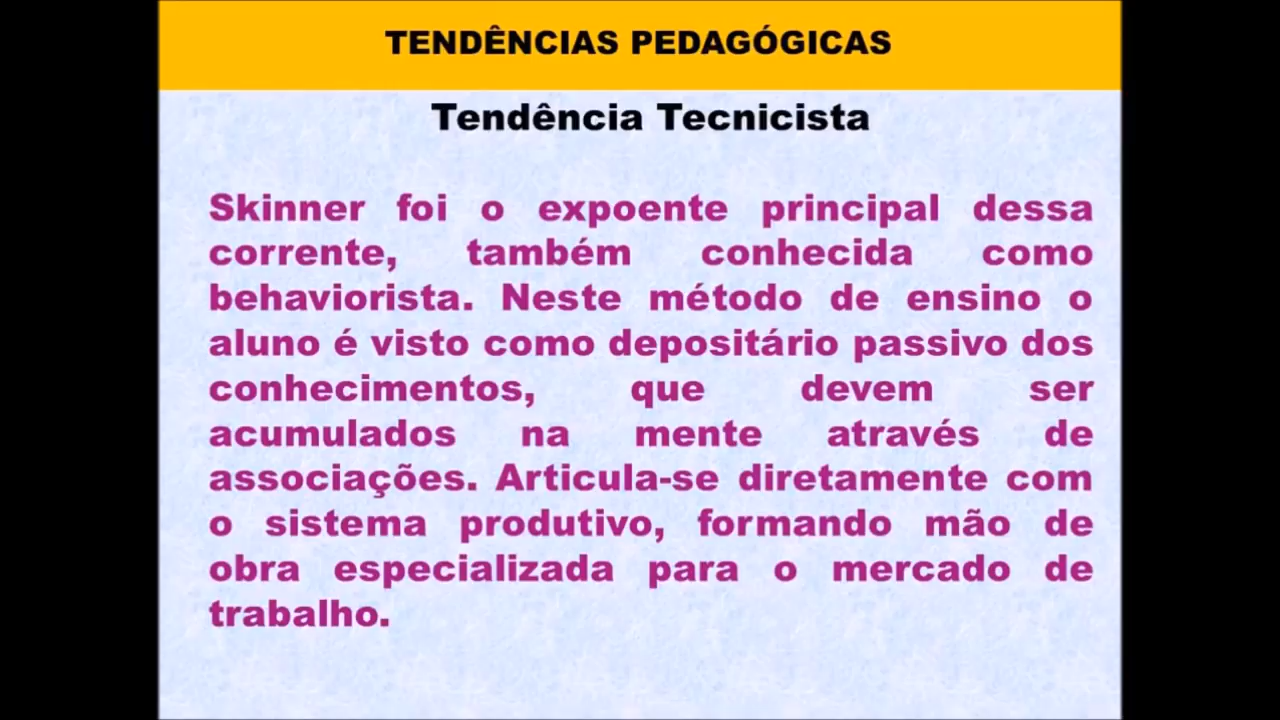 TENDÊNCIAS PEDAGÓGICAS
Tendência Tecnicista
Skinner foi o expoente principal dessa
corrente, também conhecida como
behaviorista. Neste método de ensino o
aluno é visto como depositário passivo dos
conhecimentos, que devem ser
acumulados na mente através de
associações. Articula-se diretamente com
o sistema produtivo, formando mão de
obra especializada para o mercado de
trabalho.